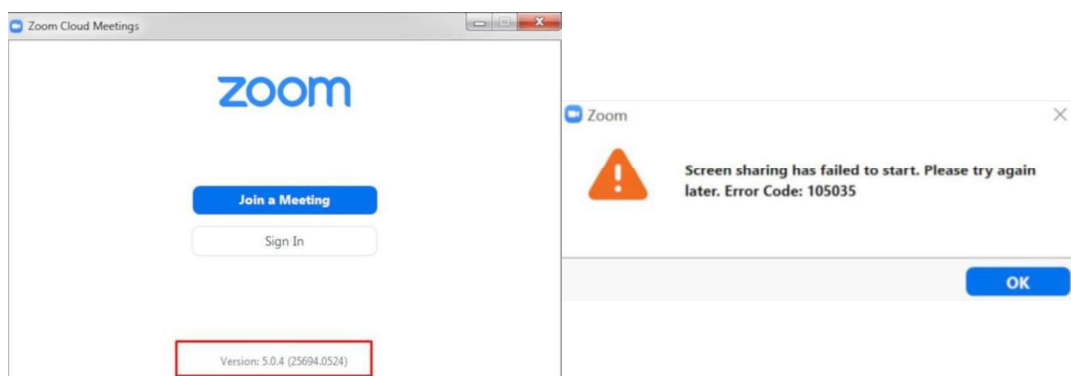 Zoom Cloud Meetings
zoom
Join a Meeting
Sign In
Version: 5.0.4 (25694.0524)
Zoom
Screen sharing has failed to start. Please try again
later. Error Code: 105035
OK